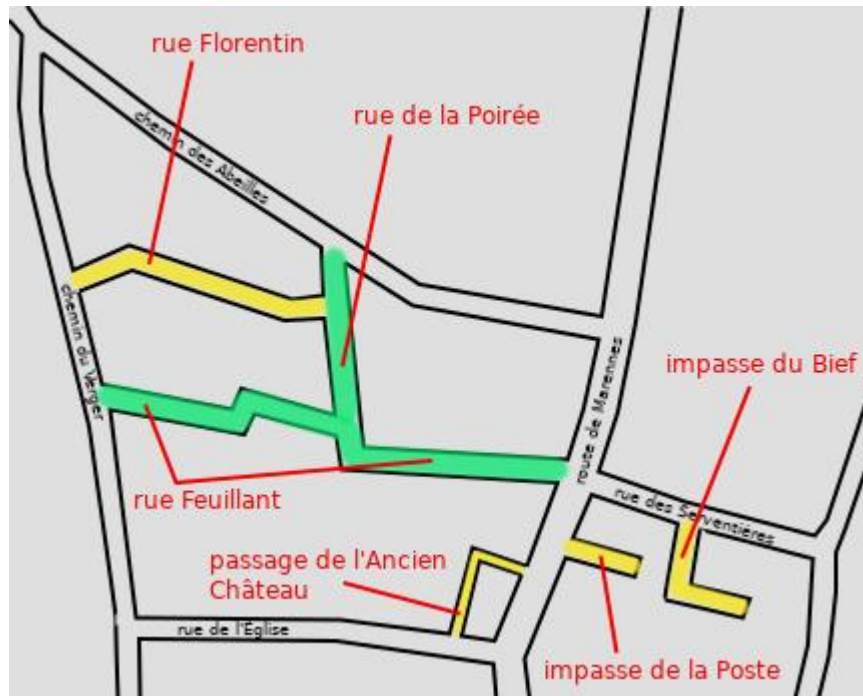 rue Florentin
rue de la Poirée
chemin des Abeilles
chemin du Verger
route de Marennes
impasse du Bief
rue Feuillant
rue des Serventières
passage de l'Ancien
Château
rue de l'Église
impasse de la Poste